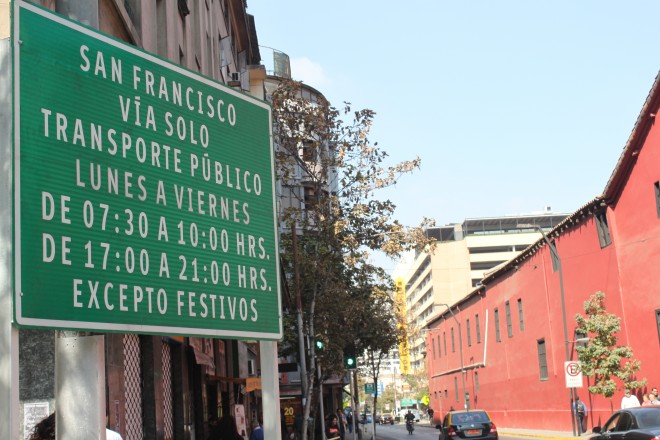 SAN FRANCISCO
VÍA SOLO
TRANSPORTE PÚBLICO
LUNES A VIERNES
DE 07:30 A 10:00 HRS.
DE 17:00 A 21:00 HRS.
EXCEPTO FESTIVOS
20